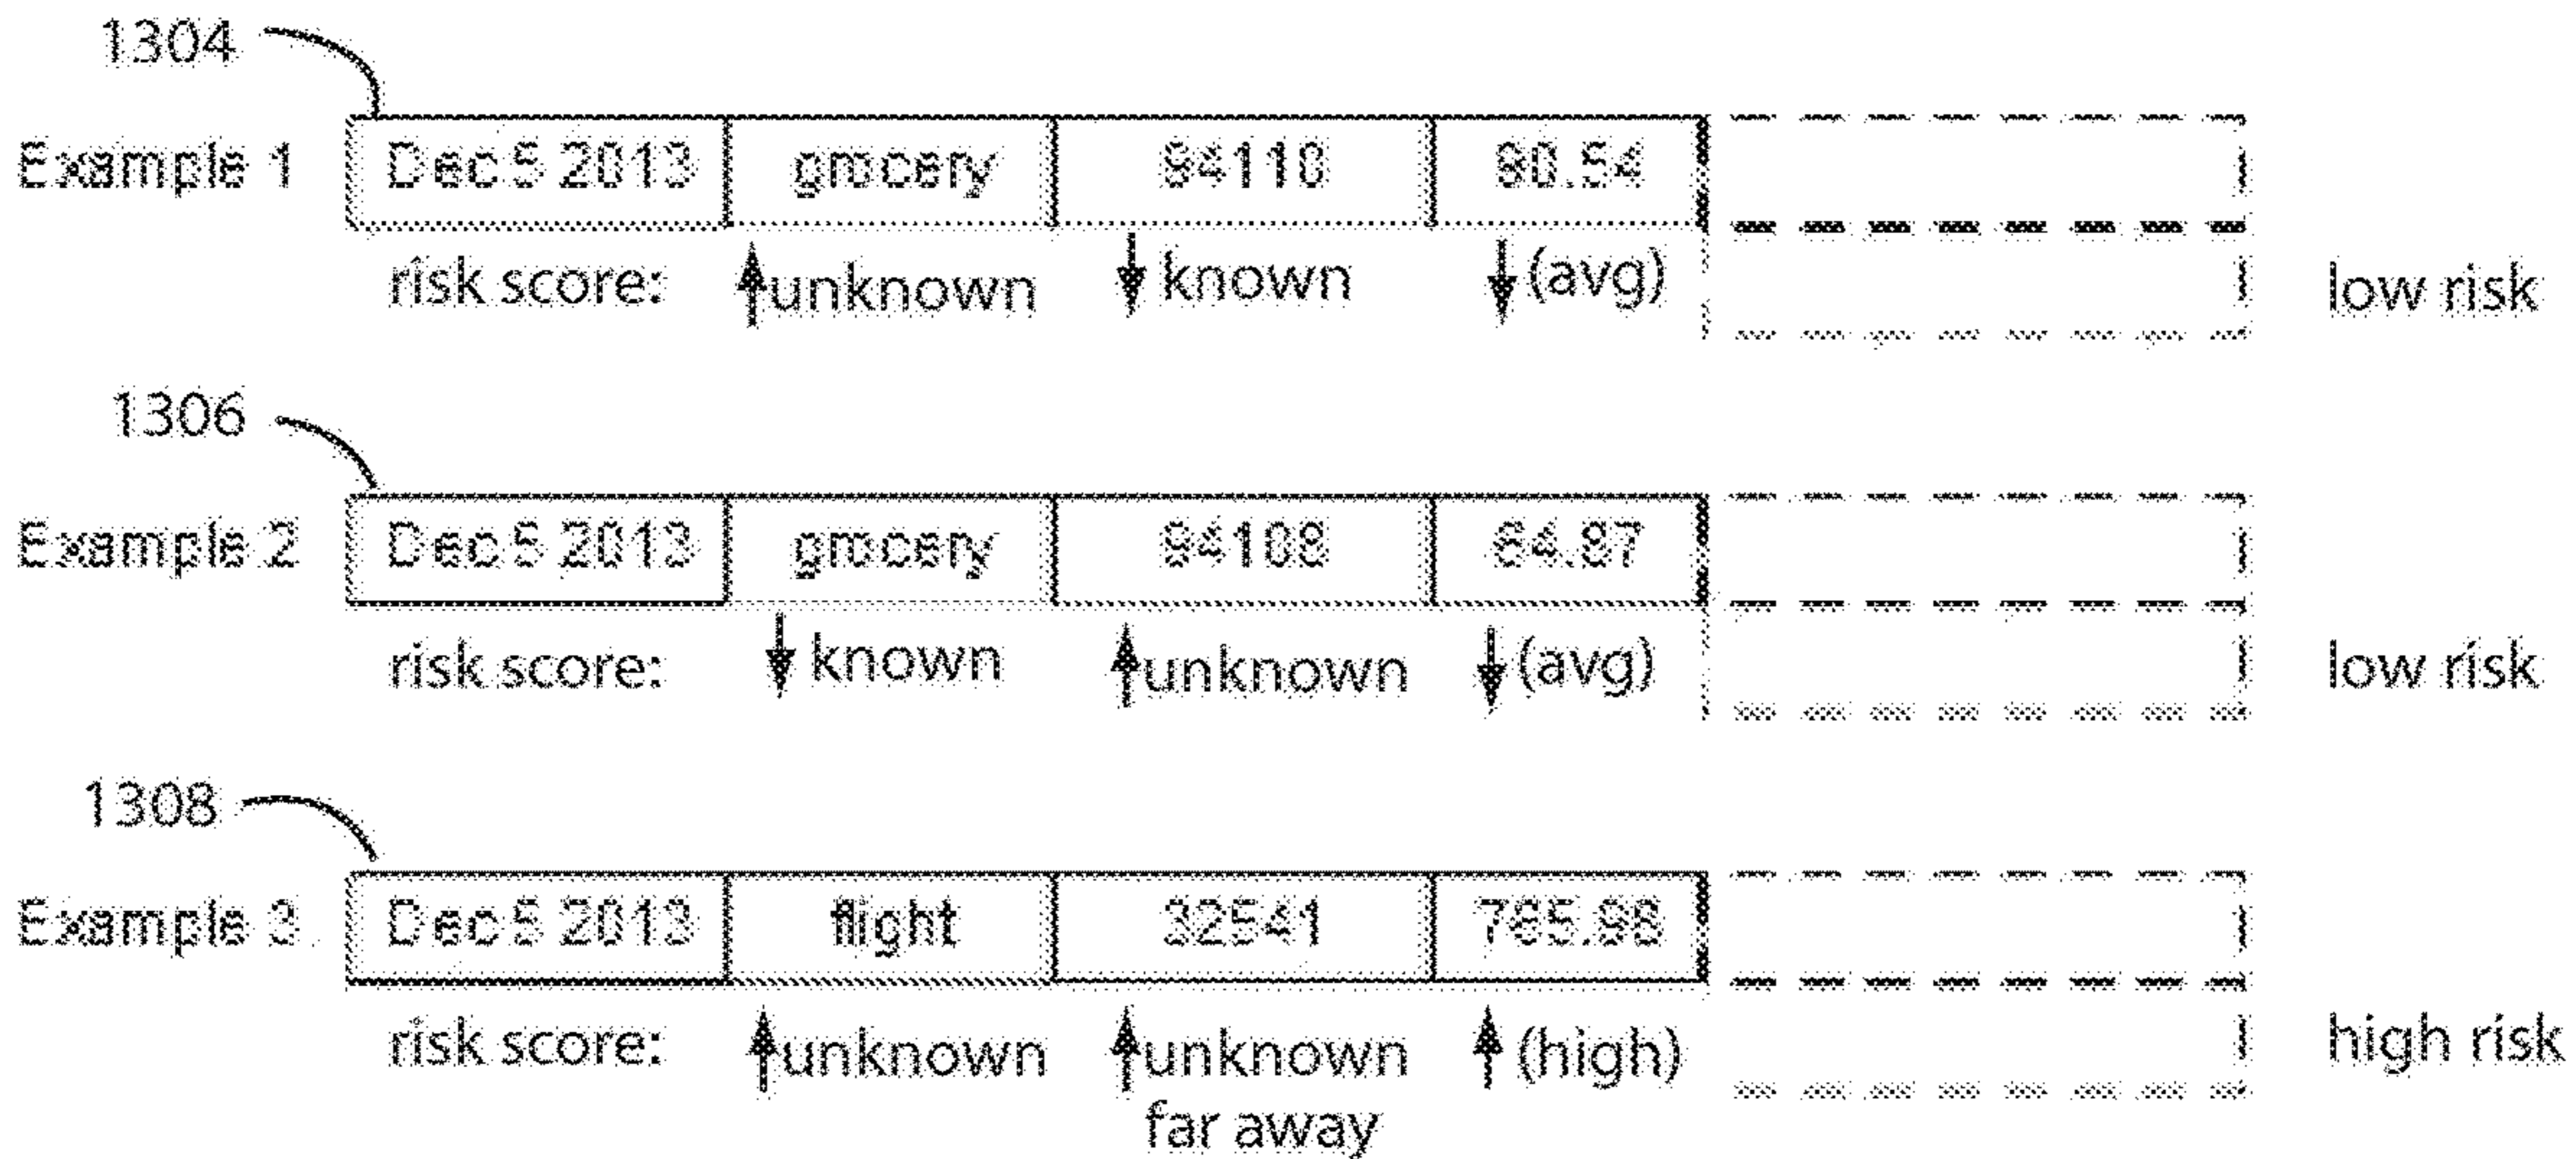 1304
Example 1 Dec 5 2013 grocery 94110 90.54
risk score: unknown known (avg) low risk
1306
Example 2 Dec 5 2013 grocery 94108 64.87
risk score: known unknown (avg) low risk
1308
Example 3 Dec 5 2013 flight 32541 765.98
risk score: unknown unknown (high) high risk
far away